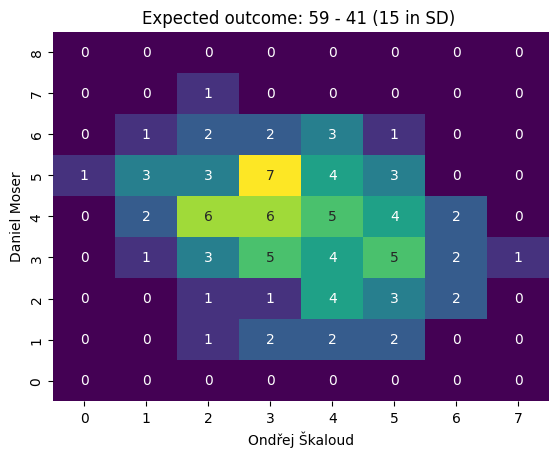 Expected outcome: 59 - 41 (15 in SD)
Daniel Moser
8 0 0 0 0 0 0 0 0
7 0 0 1 0 0 0 0 0
6 0 1 2 2 3 1 0 0
5 1 3 3 7 4 3 0 0
4 0 2 6 6 5 4 2 0
3 0 1 3 5 4 5 2 1
2 0 0 1 1 4 3 2 0
1 0 0 1 2 2 2 0 0
0 0 0 0 0 0 0 0 0
0 1 2 3 4 5 6 7
Ondřej Škaloud